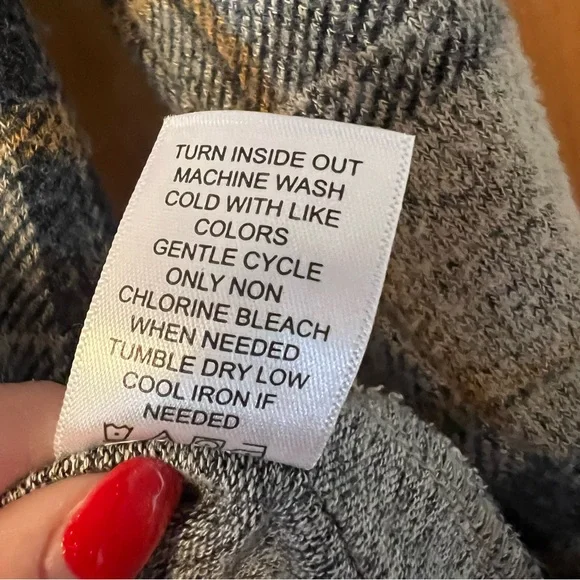 TURN INSIDE OUT
MACHINE WASH
COLD WITH LIKE
COLORS
GENTLE CYCLE
ONLY NON
CHLORINE BLEACH
WHEN NEEDED
TUMBLE DRY LOW
COOL IRON IF
NEEDED